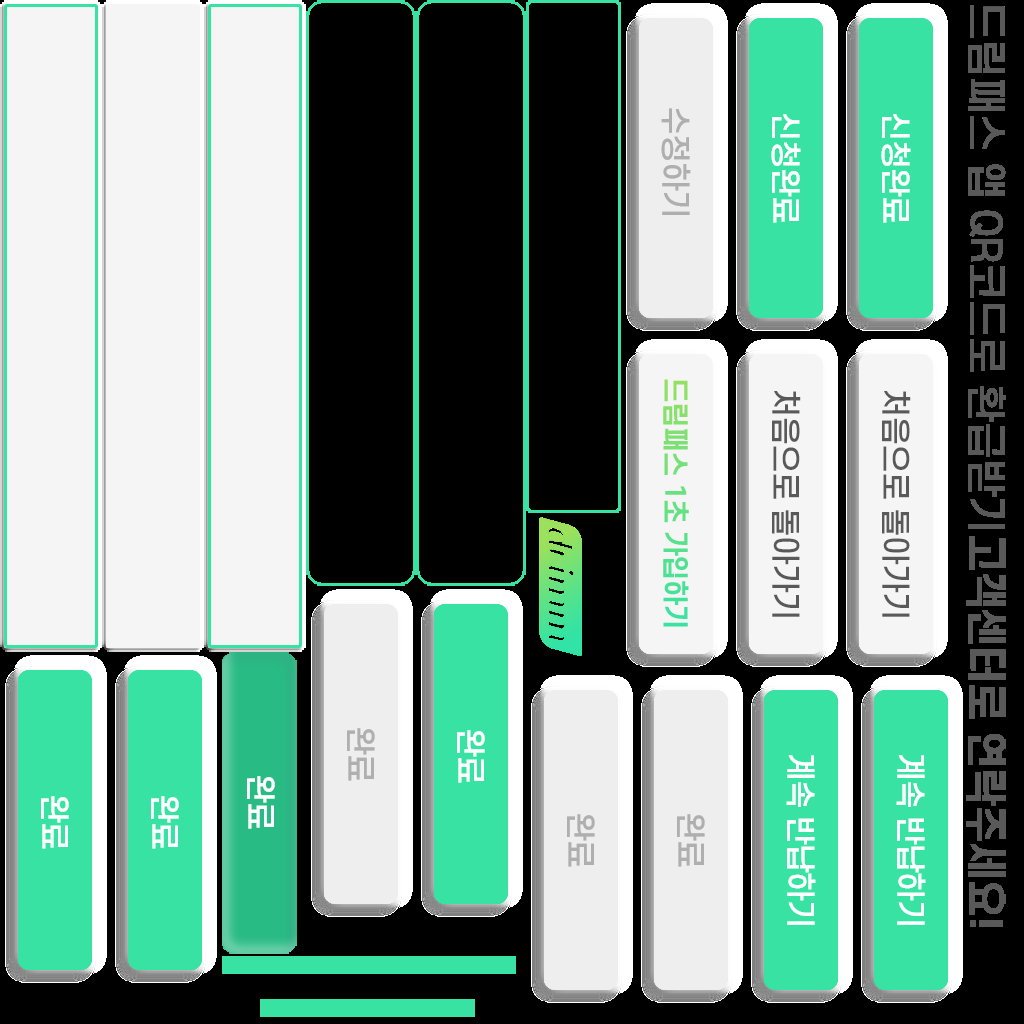 수정하기
신청완료
신청완료
드림패스 1초 가입하기
처음으로 돌아가기
처음으로 돌아가기
드림패스 앱 QR코드로 환급받기고객센터로 연락주세요!
완료
완료
완료
완료
완료
완료
완료
계속 반납하기
계속 반납하기